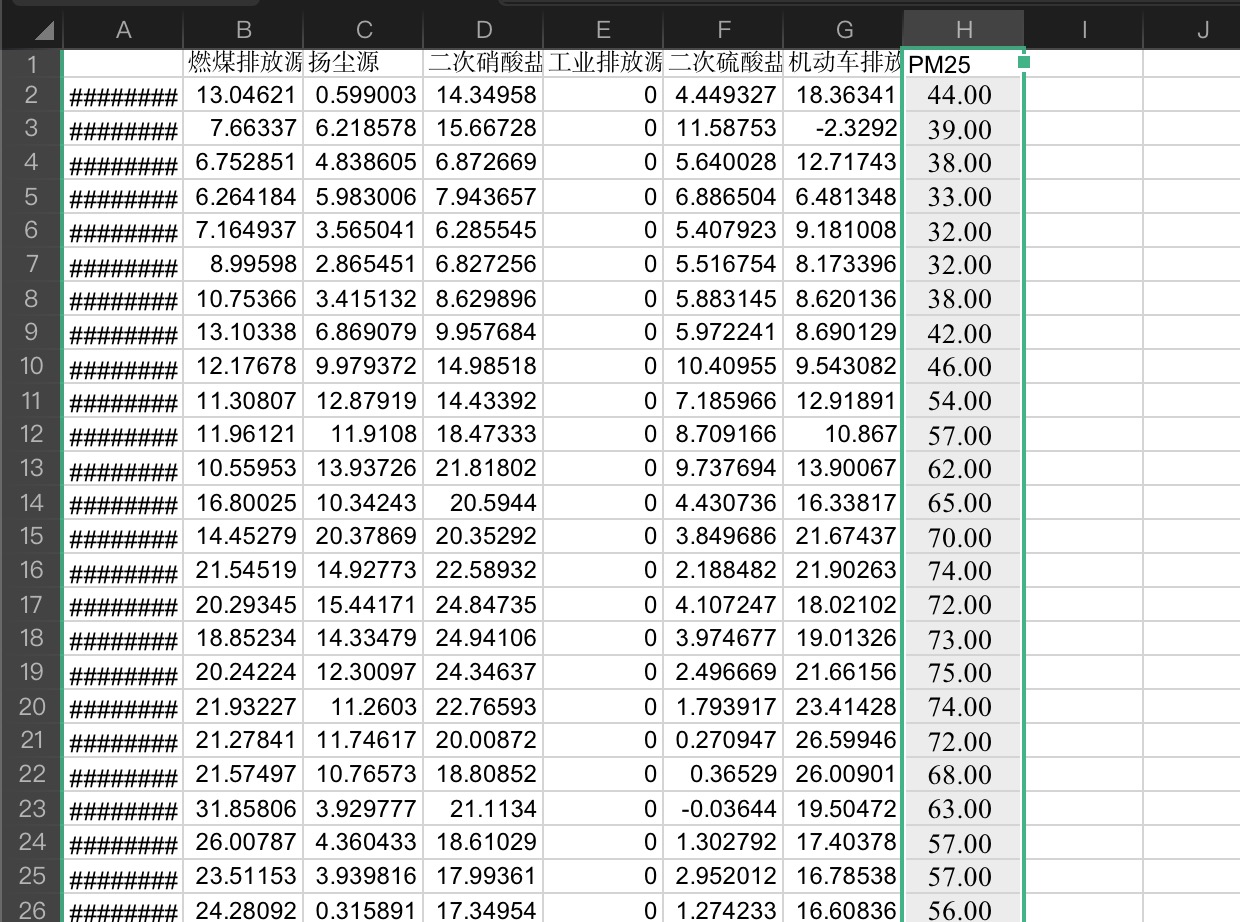 A B C D E F G H I J
1 燃煤排放源 扬尘源 二次硝酸盐 工业排放源 二次硫酸盐 机动车排放 PM25
2 ######## 13.04621 0.599003 14.34958 0 4.449327 18.36341 44.00
3 ######## 7.66337 6.218578 15.66728 0 11.58753 -2.3292 39.00
4 ######## 6.752851 4.838605 6.872669 0 5.640028 12.71743 38.00
5 ######## 6.264184 5.983006 7.943657 0 6.886504 6.481348 33.00
6 ######## 7.164937 3.565041 6.285545 0 5.407923 9.181008 32.00
7 ######## 8.99598 2.865451 6.827256 0 5.516754 8.173396 32.00
8 ######## 10.75366 3.415132 8.629896 0 5.883145 8.620136 38.00
9 ######## 13.10338 6.869079 9.957684 0 5.972241 8.690129 42.00
10 ######## 12.17678 9.979372 14.98518 0 10.40955 9.543082 46.00
11 ######## 11.30807 12.87919 14.43392 0 7.185966 12.91891 54.00
12 ######## 11.96121 11.9108 18.47333 0 8.709166 10.867 57.00
13 ######## 10.55953 13.93726 21.81802 0 9.737694 13.90067 62.00
14 ######## 16.80025 10.34243 20.5944 0 4.430736 16.33817 65.00
15 ######## 14.45279 20.37869 20.35292 0 3.849686 21.67437 70.00
16 ######## 21.54519 14.92773 22.58932 0 2.188482 21.90263 74.00
17 ######## 20.29345 15.44171 24.84735 0 4.107247 18.02102 72.00
18 ######## 18.85234 14.33479 24.94106 0 3.974677 19.01326 73.00
19 ######## 20.24224 12.30097 24.34637 0 2.496669 21.66156 75.00
20 ######## 21.93227 11.2603 22.76593 0 1.793917 23.41428 74.00
21 ######## 21.27841 11.74617 20.00872 0 0.270947 26.59946 72.00
22 ######## 21.57497 10.76573 18.80852 0 0.36529 26.00901 68.00
23 ######## 31.85806 3.929777 21.1134 0 -0.03644 19.50472 63.00
24 ######## 26.00787 4.360433 18.61029 0 1.302792 17.40378 57.00
25 ######## 23.51153 3.939816 17.99361 0 2.952012 16.78538 57.00
26 ######## 24.28092 0.315891 17.34954 0 1.274233 16.60836 56.00